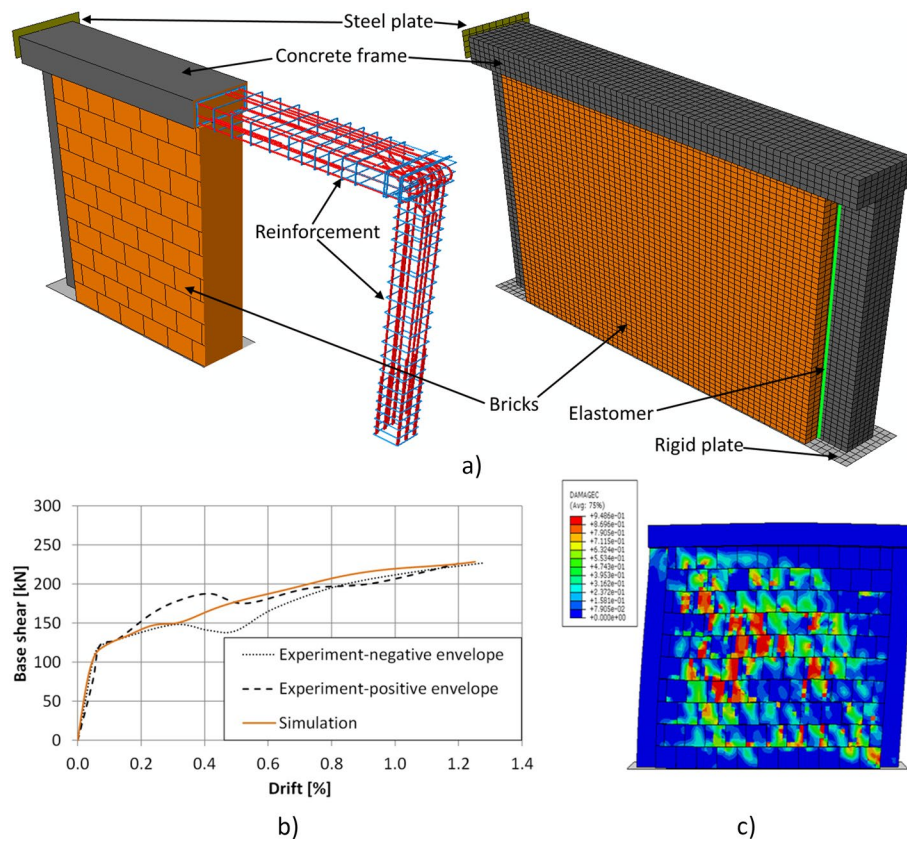 Steel plate
Concrete frame
Reinforcement
Bricks
Elastomer
Rigid plate
a)
300
250
200
150
100
50
0
Base shear [kN]
0.0 0.2 0.4 0.6 0.8 1.0 1.2 1.4
Drift [%]
Experiment-negative envelope
Experiment-positive envelope
Simulation
b)
DAMAGEC
(Avg: 75%)
+9.486e-01
+8.696e-01
+7.905e-01
+7.115e-01
+6.324e-01
+5.534e-01
+4.743e-01
+3.953e-01
+3.162e-01
+2.372e-01
+1.581e-01
+7.905e-02
+0.000e+00
c)